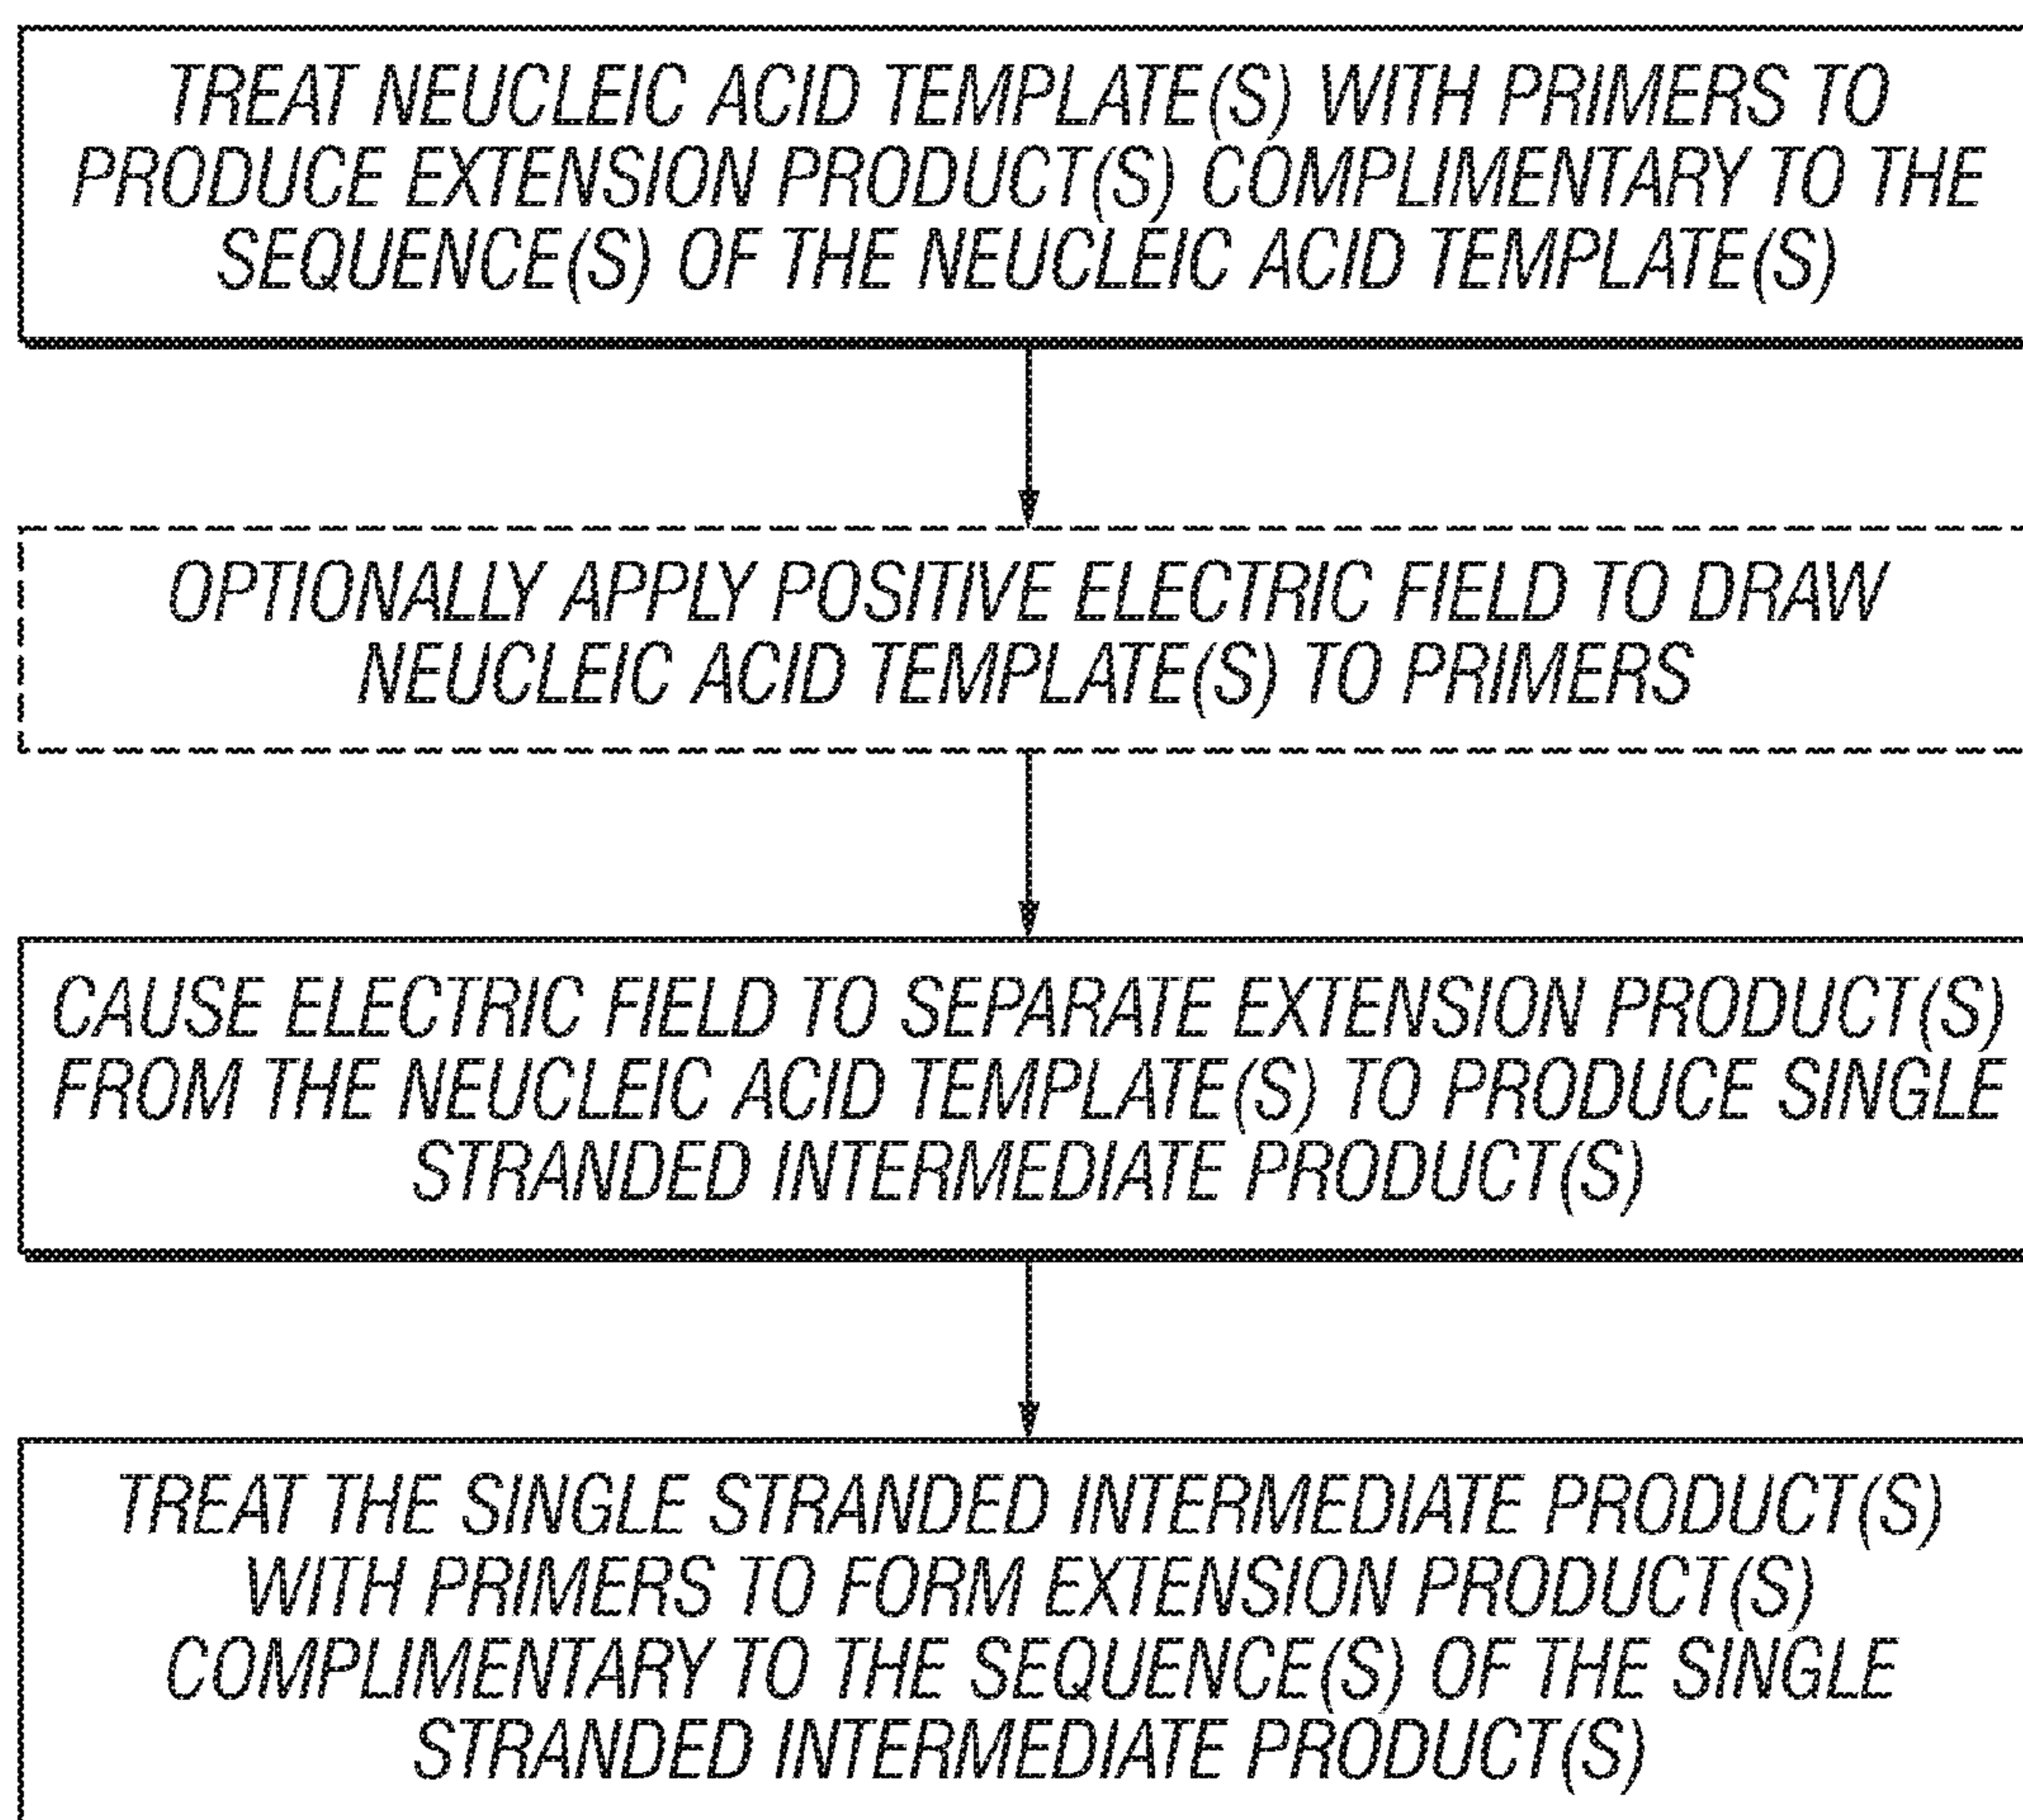 TREAT NEUCLEIC ACID TEMPLATE(S) WITH PRIMERS TO
PRODUCE EXTENSION PRODUCT(S) COMPLIMENTARY TO THE
SEQUENCE(S) OF THE NEUCLEIC ACID TEMPLATE(S)
OPTIONALLY APPLY POSITIVE ELECTRIC FIELD TO DRAW
NEUCLEIC ACID TEMPLATE(S) TO PRIMERS
CAUSE ELECTRIC FIELD TO SEPARATE EXTENSION PRODUCT(S)
FROM THE NEUCLEIC ACID TEMPLATE(S) TO PRODUCE SINGLE
STRANDED INTERMEDIATE PRODUCT(S)
TREAT THE SINGLE STRANDED INTERMEDIATE PRODUCT(S)
WITH PRIMERS TO FORM EXTENSION PRODUCT(S)
COMPLIMENTARY TO THE SEQUENCE(S) OF THE SINGLE
STRANDED INTERMEDIATE PRODUCT(S)